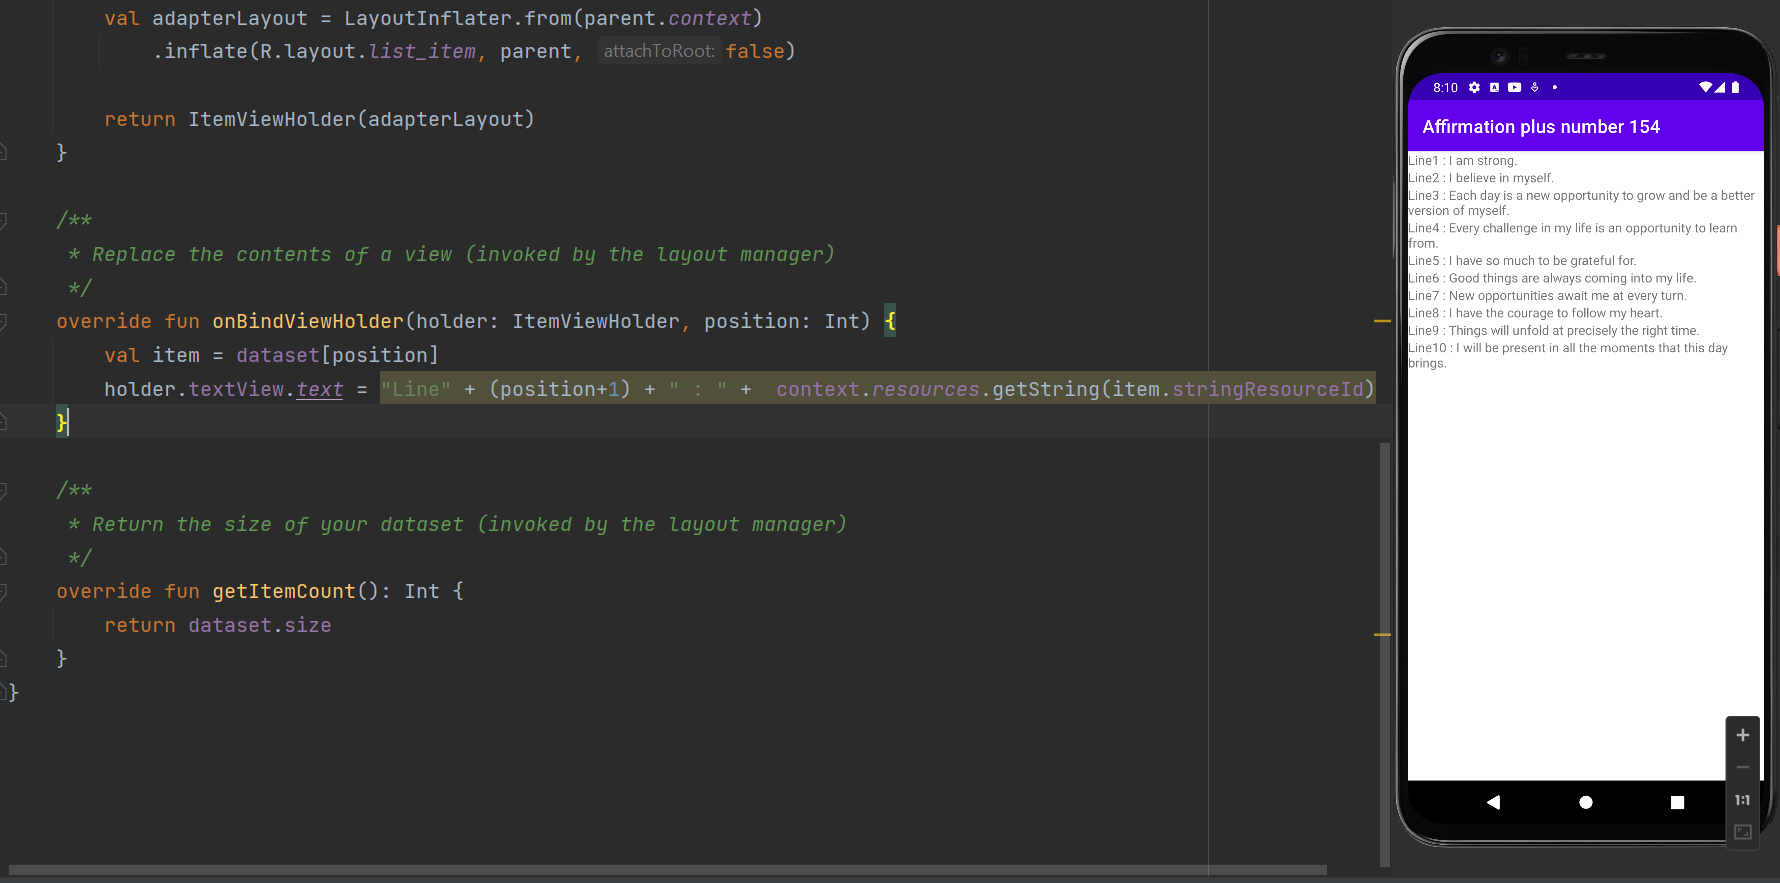 val adapterLayout = LayoutInflater.from(parent.context)
.inflate(R.layout.list_item, parent, attachToRoot: false)
return ItemViewHolder(adapterLayout)
}
/**
* Replace the contents of a view (invoked by the layout manager)
*/
override fun onBindViewHolder(holder: ItemViewHolder, position: Int) {
val item = dataset[position]
holder.textView.text = "Line" + (position+1) + " : " +  context.resources.getString(item.stringResourceId)
}
/**
* Return the size of your dataset (invoked by the layout manager)
*/
override fun getItemCount(): Int {
return dataset.size
}
}
8:10
Affirmation plus number 154
Line1 : I am strong.
Line2 : I believe in myself.
Line3 : Each day is a new opportunity to grow and be a better
version of myself.
Line4 : Every challenge in my life is an opportunity to learn
from.
Line5 : I have so much to be grateful for.
Line6 : Good things are always coming into my life.
Line7 : New opportunities await me at every turn.
Line8 : I have the courage to follow my heart.
Line9 : Things will unfold at precisely the right time.
Line10 : I will be present in all the moments that this day
brings.
1:1